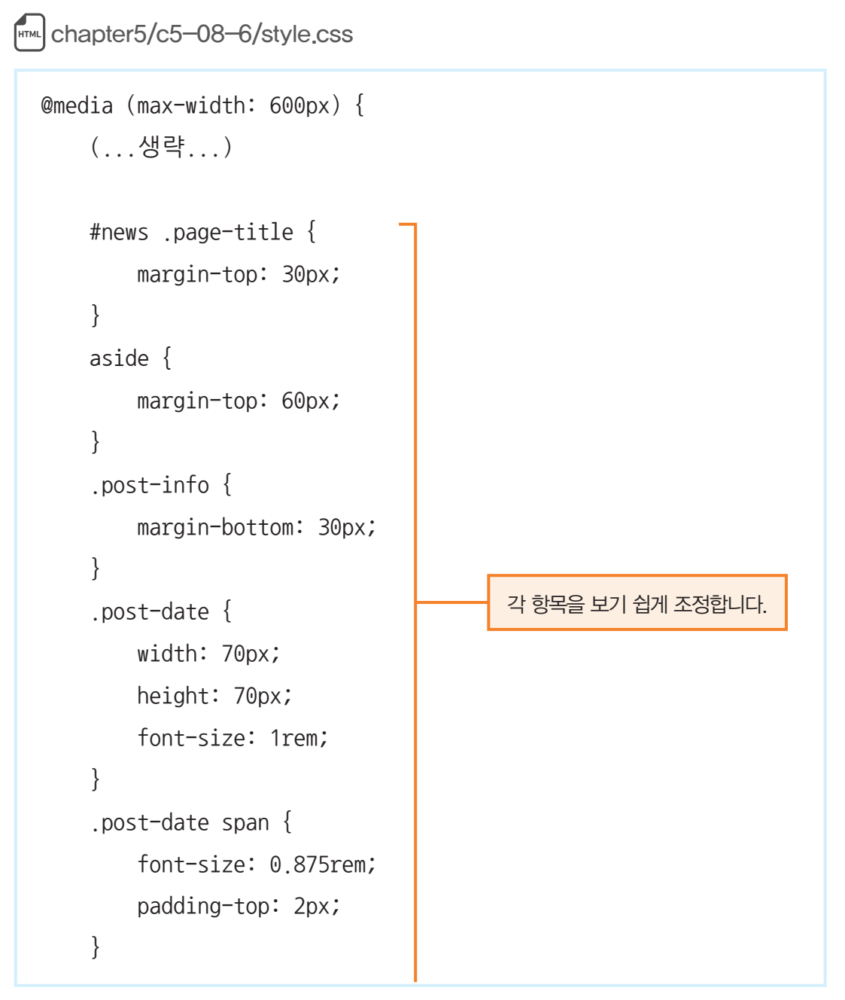 HTML chapter5/c5-08-6/style.css
@media (max-width: 600px) {
(...생략...)
#news .page-title {
margin-top: 30px;
}
aside {
margin-top: 60px;
}
.post-info {
margin-bottom: 30px;
}
.post-date {
width: 70px;
height: 70px;
font-size: 1rem;
}
.post-date span {
font-size: 0.875rem;
padding-top: 2px;
}
각 항목을 보기 쉽게 조정합니다.